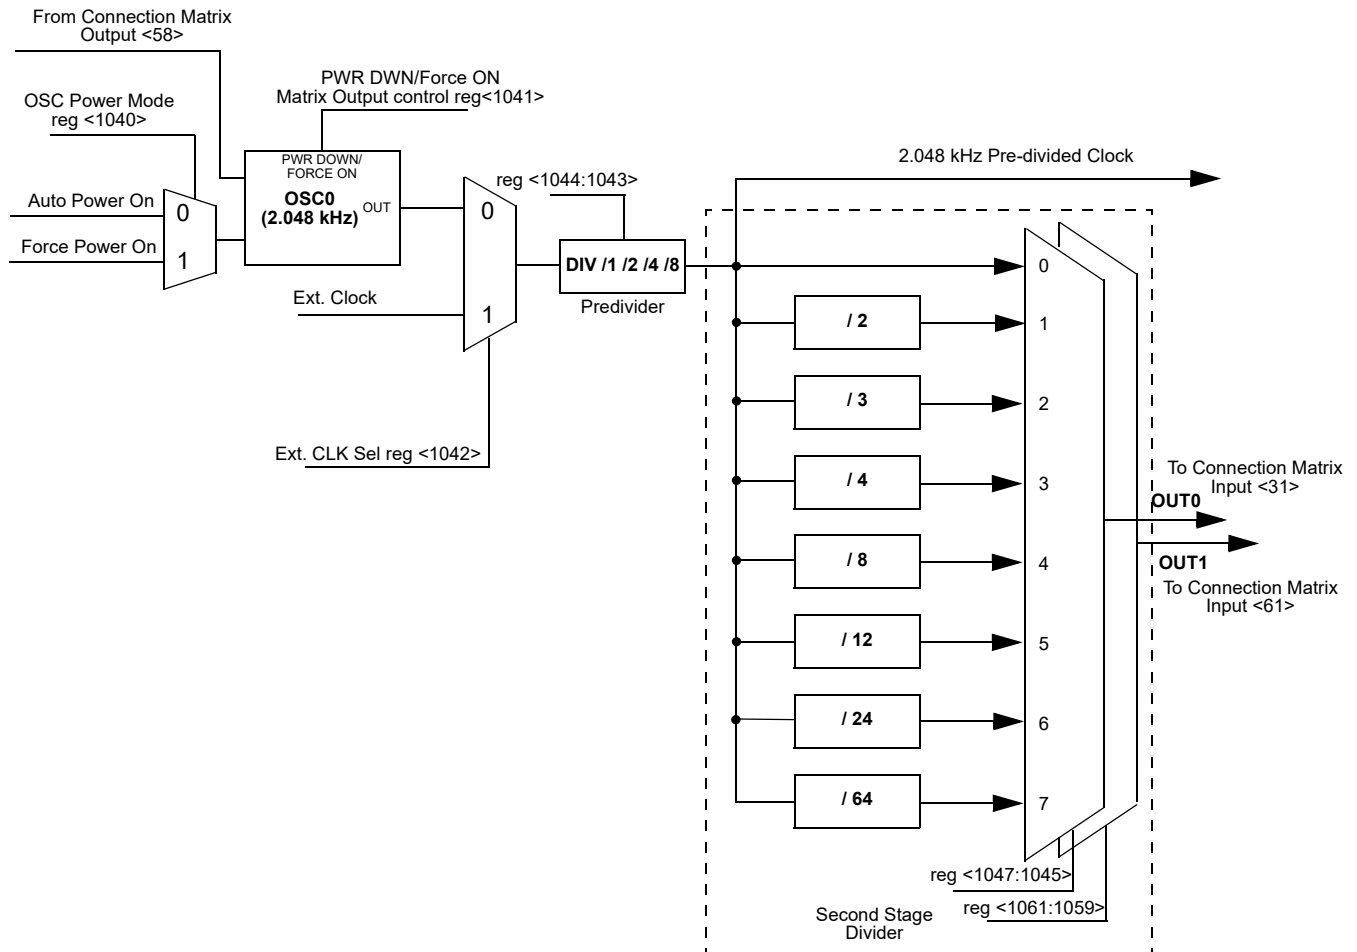 From Connection Matrix
Output <58>
PWR DWN/Force ON
Matrix Output control reg<1041>
OSC Power Mode
reg <1040>
Auto Power On
Force Power On
0
1
PWR DOWN/
FORCE ON
OSC0
(2.048 kHz)
OUT
0
1
Ext. Clock
Ext. CLK Sel reg <1042>
reg <1044:1043>
DIV /1 /2 /4 /8
Predivider
2.048 kHz Pre-divided Clock
0
/ 2
1
/ 3
2
/ 4
3
/ 8
4
/ 12
5
/ 24
6
/ 64
7
To Connection Matrix
Input <31>
OUT0
OUT1
To Connection Matrix
Input <61>
reg <1047:1045>
reg <1061:1059>
Second Stage
Divider